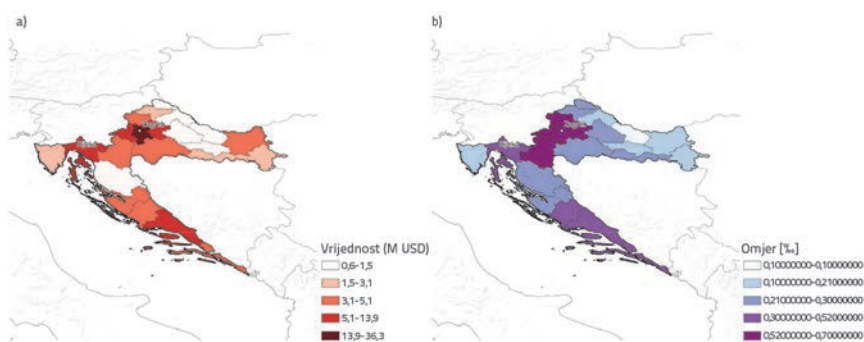 a)
Vrijednost (M USD)
0,6–1,5
1,5–3,1
3,1–5,1
5,1–13,9
13,9–36,3
b)
Omjer [‱]
0,10000000–0,10000000
0,10000000–0,21000000
0,21000000–0,30000000
0,30000000–0,52000000
0,52000000–0,70000000